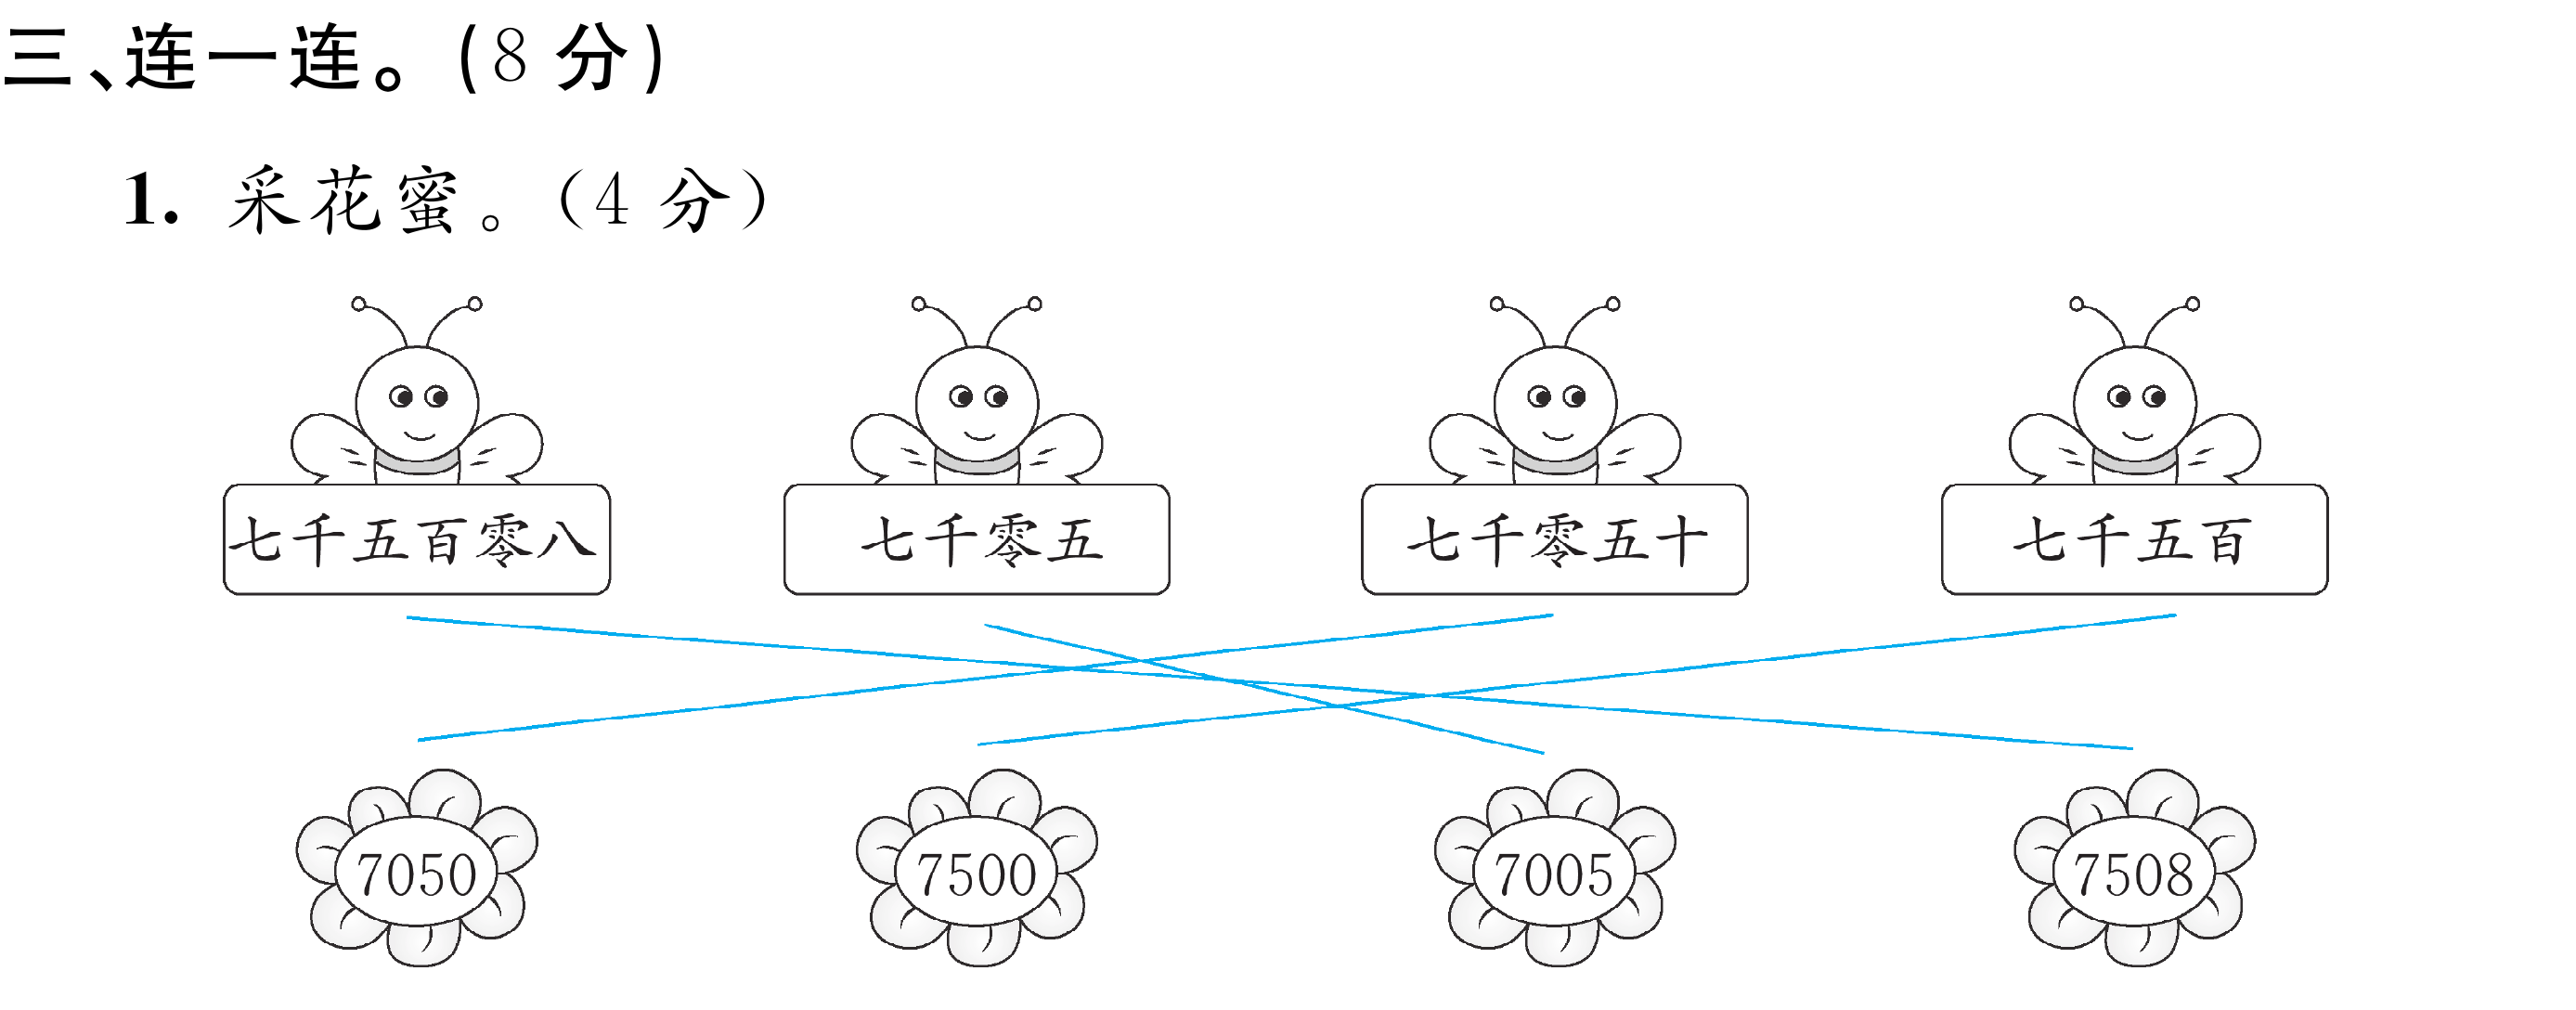 三、连一连。(8 分)
1. 采花蜜。(4 分)
七千五百零八 七千零五 七千零五十 七千五百
7050 7500 7005 7508